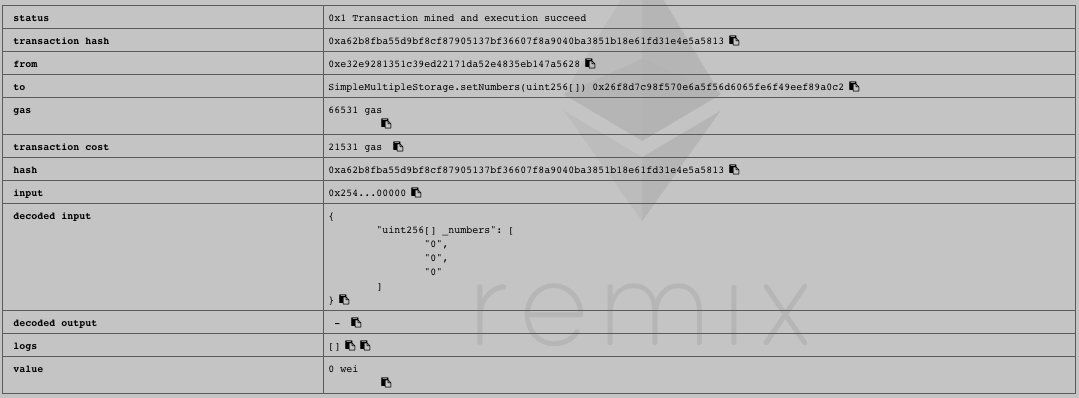 status 0x1 Transaction mined and execution succeed
transaction hash 0xa62b8fba55d9bf8cf87905137bf36607f8a9040ba3851b18e61fd31e4e5a5813
from 0xe32e9281351c39ed22171da52e4835eb147a5628
to SimpleMultipleStorage.setNumbers(uint256[]) 0x26f8d7c98f570e6a5f56d6065fe6f49eef89a0c2
gas 66531 gas
transaction cost 21531 gas
hash 0xa62b8fba55d9bf8cf87905137bf36607f8a9040ba3851b18e61fd31e4e5a5813
input 0x254...00000
decoded input {
"uint256[] _numbers": [
"0",
"0",
"0"
]
}
decoded output -
logs []
value 0 wei
remix